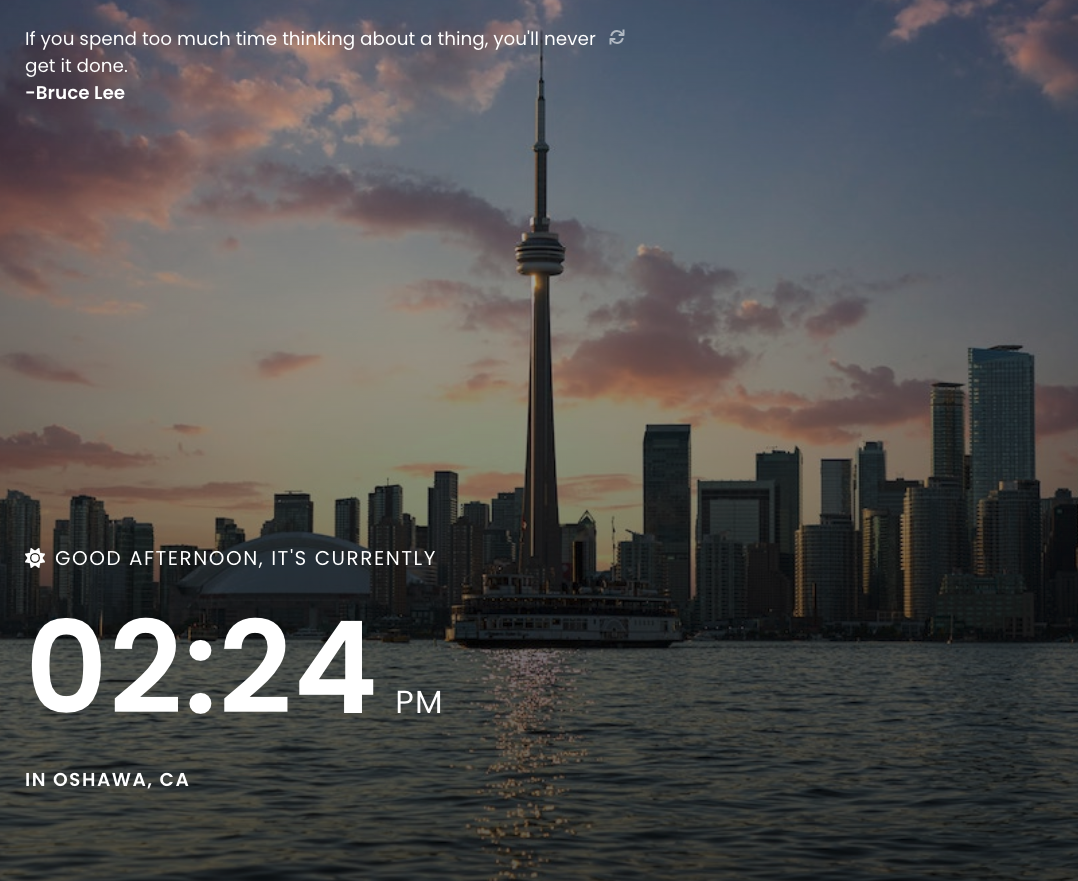 If you spend too much time thinking about a thing, you'll never
get it done.
-Bruce Lee
GOOD AFTERNOON, IT'S CURRENTLY
02:24 PM
IN OSHAWA, CA